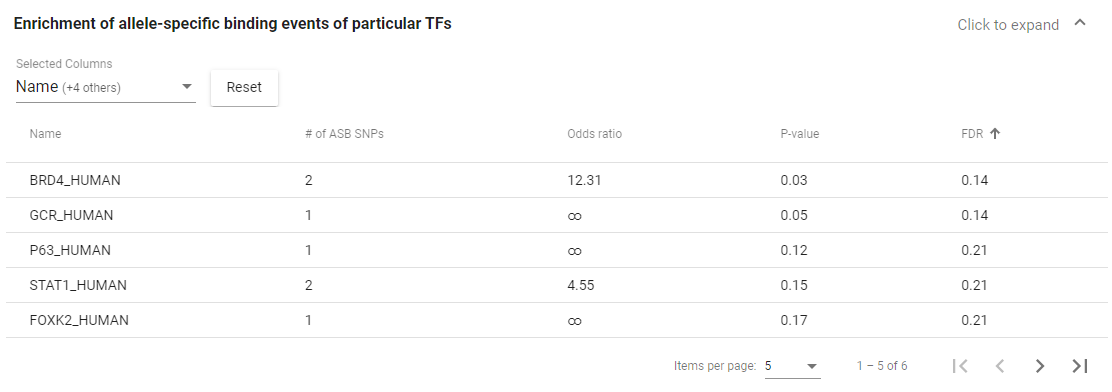 Enrichment of allele-specific binding events of particular TFs
Click to expand
Selected Columns
Name (+4 others)
Reset
Name # of ASB SNPs Odds ratio P-value FDR ↑
BRD4_HUMAN 2 12.31 0.03 0.14
GCR_HUMAN 1 ∞ 0.05 0.14
P63_HUMAN 1 ∞ 0.12 0.21
STAT1_HUMAN 2 4.55 0.15 0.21
FOXK2_HUMAN 1 ∞ 0.17 0.21
Items per page: 5 1 – 5 of 6